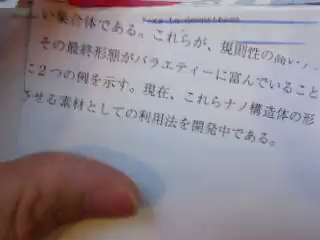 い集合体である。これらが、規則性の高い
その最終形態がバラエティーに富んでいること
に2つの例を示す。現在、これらナノ構造体の形
させる素材としての利用法を開発中である。